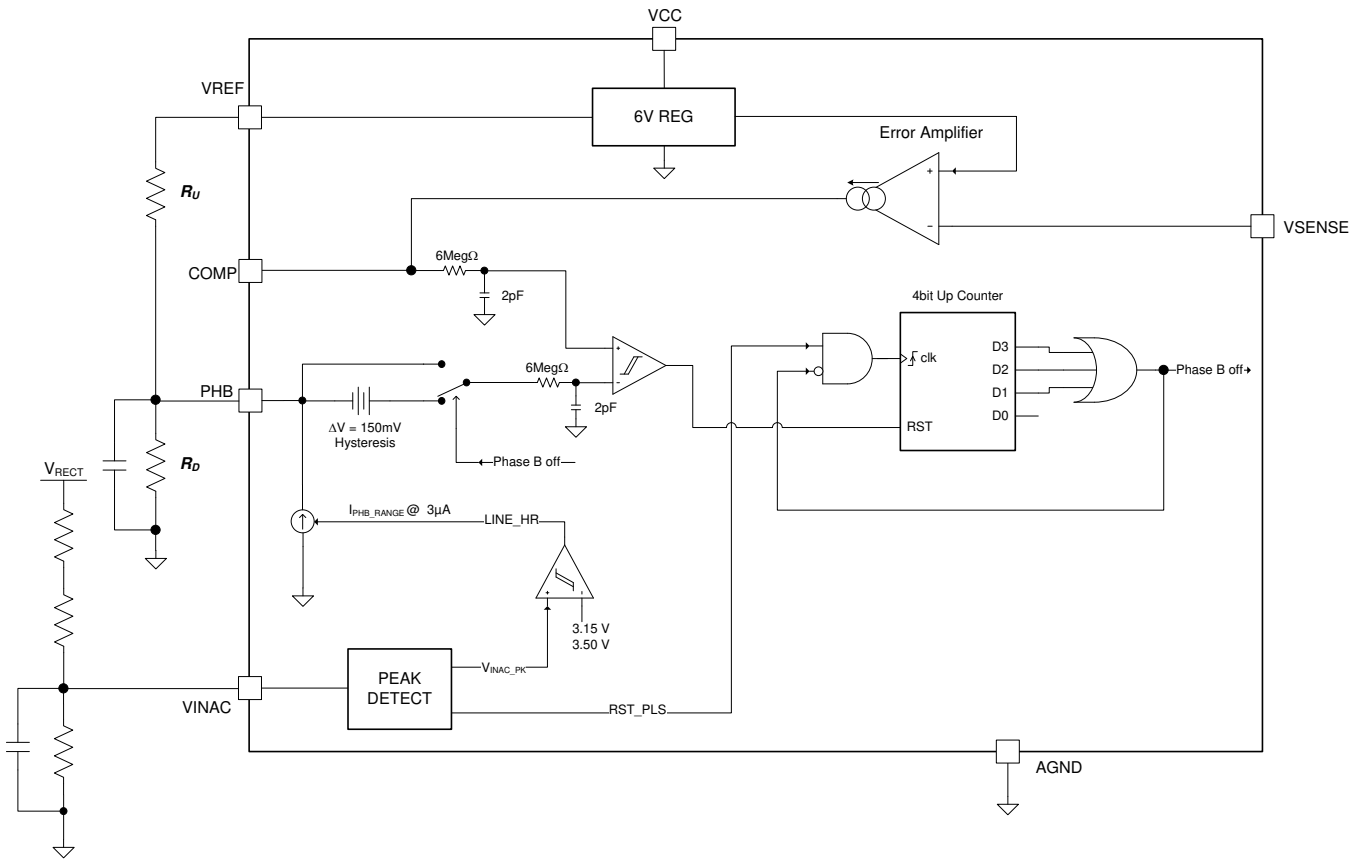 VCC
VREF
6V REG
Error Amplifier
+
−
R_U
VSENSE
COMP
6MegΩ
2pF
4bit Up Counter
+
-
clk
D3
D2
D1
D0
RST
Phase B off
PHB
6MegΩ
2pF
ΔV = 150mV
Hysteresis
Phase B off
R_D
V_RECT
I_PHB_RANGE @ 3µA
LINE_HR
+
-
3.15 V
3.50 V
PEAK
DETECT
V_INAC_PK
RST_PLS
VINAC
AGND